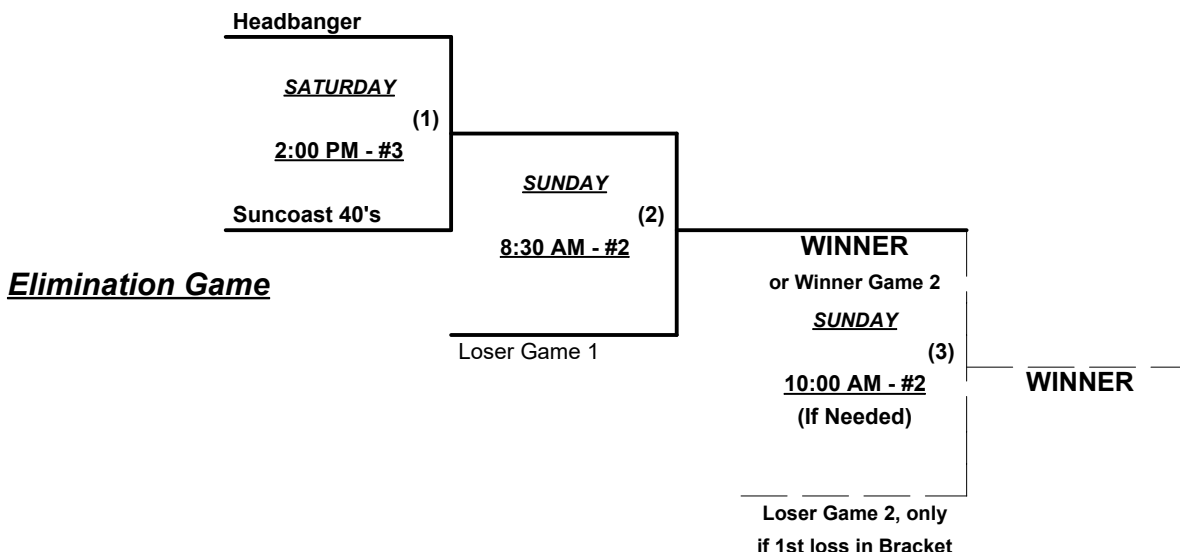 Headbanger
SATURDAY
(1)
2:00 PM - #3
SUNDAY
Suncoast 40's
(2)
8:30 AM - #2
WINNER
Elimination Game
or Winner Game 2
SUNDAY
Loser Game 1
(3)
10:00 AM - #2
WINNER
(If Needed)
Loser Game 2, only
if 1st loss in Bracket